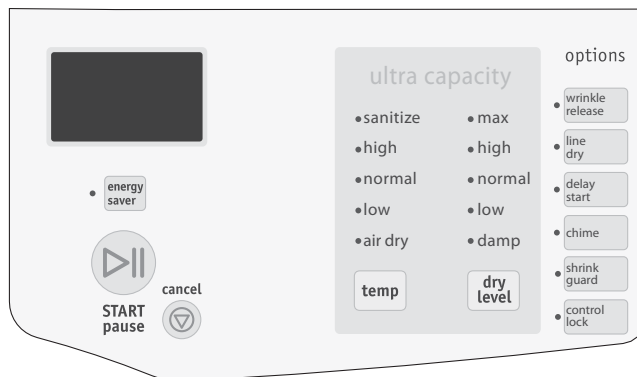 energy
saver
START
pause
cancel
ultra capacity
sanitize
high
normal
low
air dry
temp
max
high
normal
low
damp
dry
level
options
wrinkle
release
line
dry
delay
start
chime
shrink
guard
control
lock